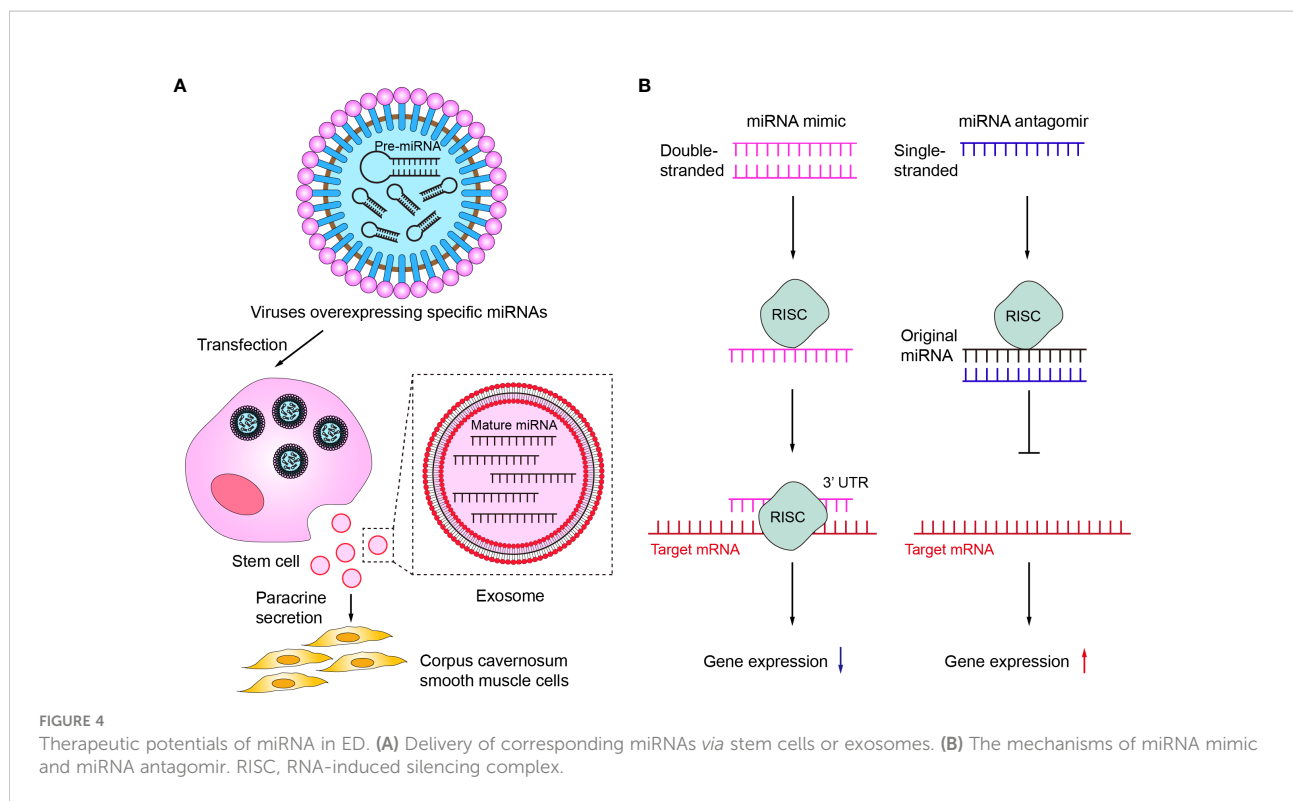 A
Pre-miRNA
Viruses overexpressing specific miRNAs
Transfection
Mature miRNA
Stem cell
Exosome
Paracrine
secretion
Corpus cavernosum
smooth muscle cells
B
miRNA mimic
Double-
stranded
RISC
3' UTR
RISC
Target mRNA
Gene expression
miRNA antagomir
Single-
stranded
RISC
Original
miRNA
Target mRNA
Gene expression
FIGURE 4
Therapeutic potentials of miRNA in ED. (A) Delivery of corresponding miRNAs via stem cells or exosomes. (B) The mechanisms of miRNA mimic
and miRNA antagomir. RISC, RNA-induced silencing complex.